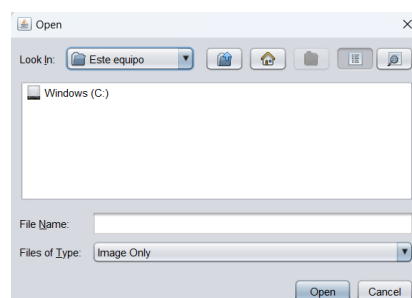 Open
Look In: Este equipo
Windows (C:)
File Name:
Files of Type: Image Only
Open Cancel